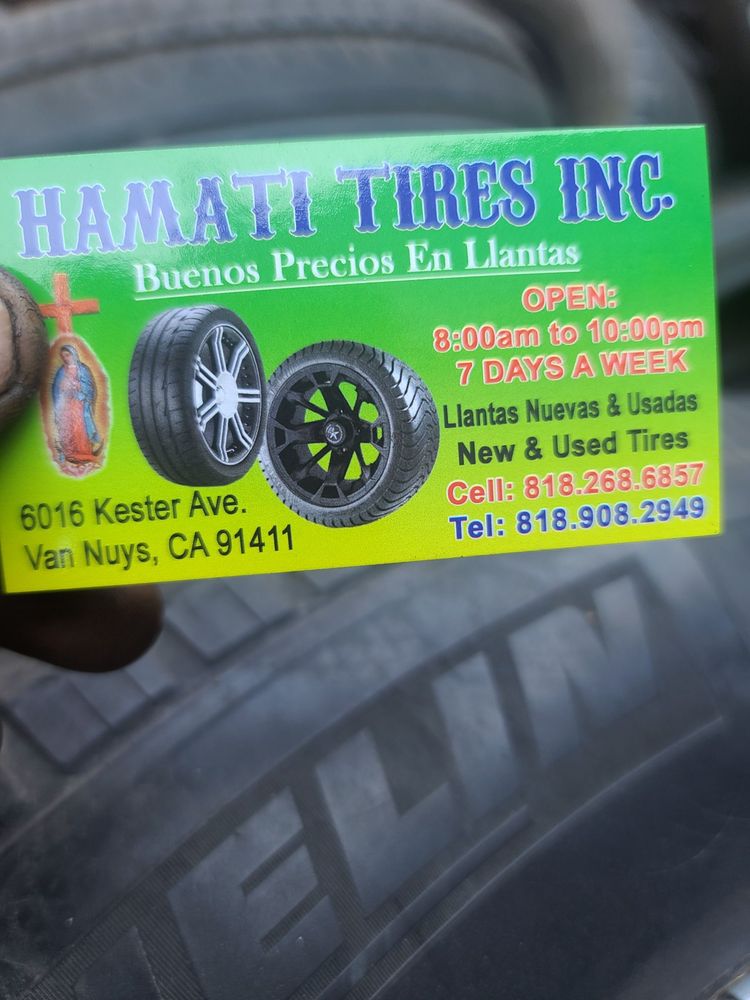 HAMATI TIRES INC.
Buenos Precios En Llantas
OPEN:
8:00am to 10:00pm
7 DAYS A WEEK
Llantas Nuevas & Usadas
New & Used Tires
Cell: 818.268.6857
Tel: 818.908.2949
6016 Kester Ave.
Van Nuys, CA 91411
ELIN